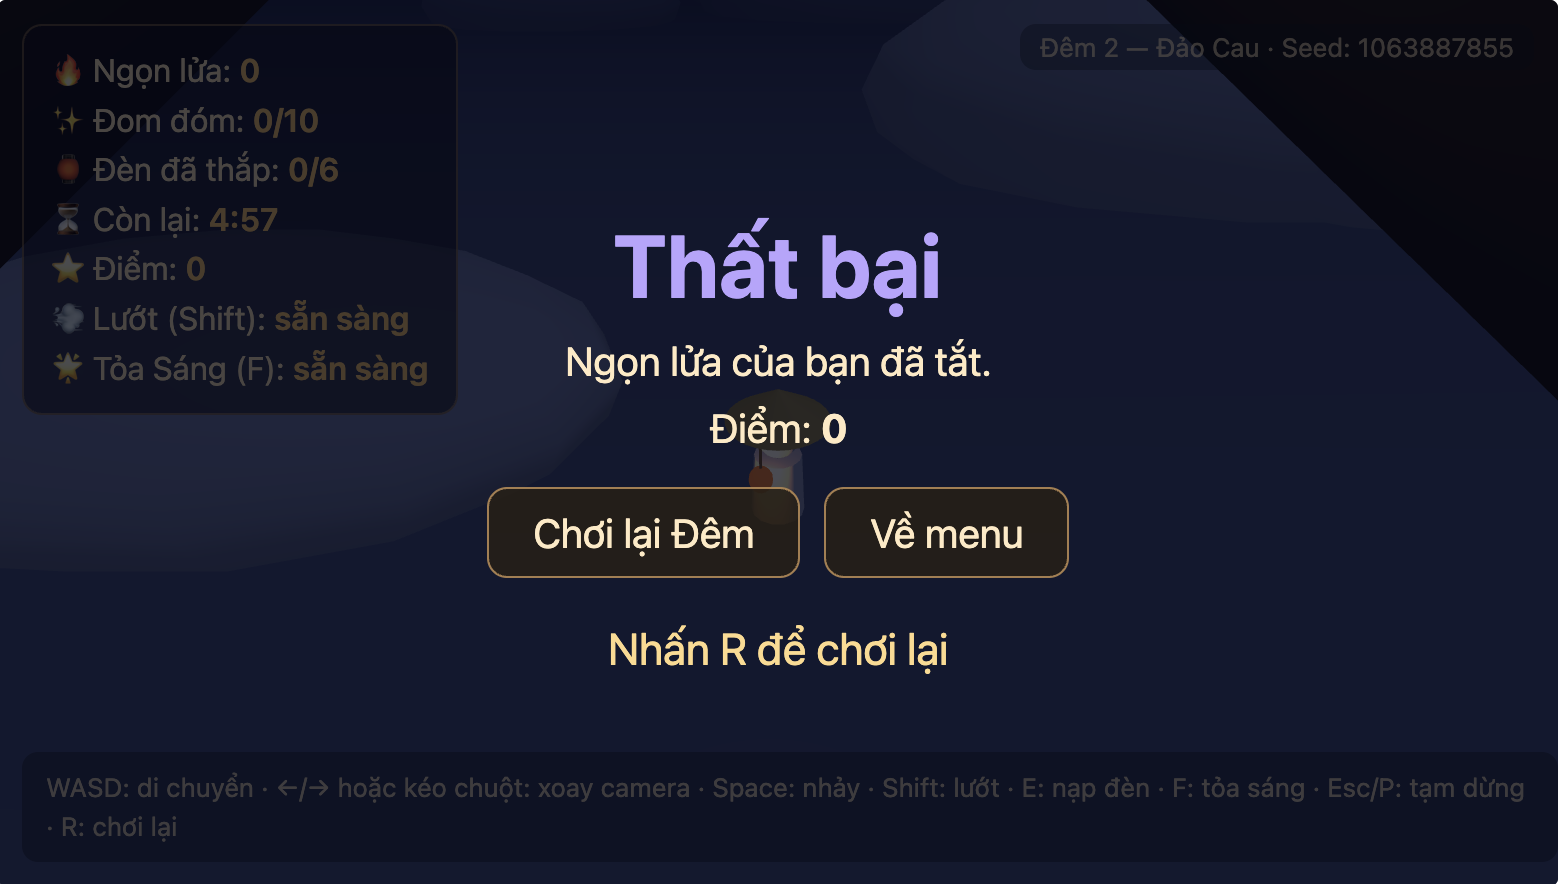 🔥 Ngọn lửa: 0
✨ Đom đóm: 0/10
🏮 Đèn đã thắp: 0/6
⏳ Còn lại: 4:57
⭐ Điểm: 0
💨 Lướt (Shift): sẵn sàng
🌟 Tỏa Sáng (F): sẵn sàng
Đêm 2 — Đảo Cau · Seed: 1063887855
Thất bại
Ngọn lửa của bạn đã tắt.
Điểm: 0
Chơi lại Đêm
Về menu
Nhấn R để chơi lại
WASD: di chuyển · ←/→ hoặc kéo chuột: xoay camera · Space: nhảy · Shift: lướt · E: nạp đèn · F: tỏa sáng · Esc/P: tạm dừng
· R: chơi lại